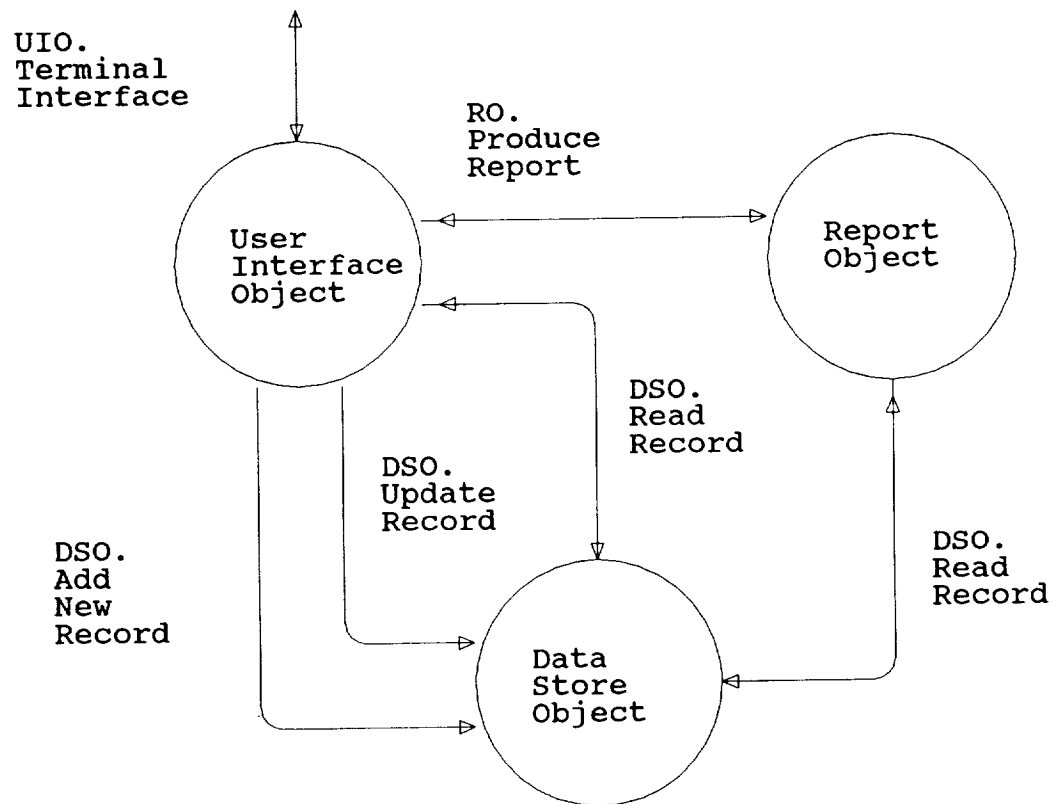 UIO.
Terminal
Interface
RO.
Produce
Report
User
Interface
Object
Report
Object
DSO.
Read
Record
DSO.
Update
Record
DSO.
Add
New
Record
DSO.
Read
Record
Data
Store
Object